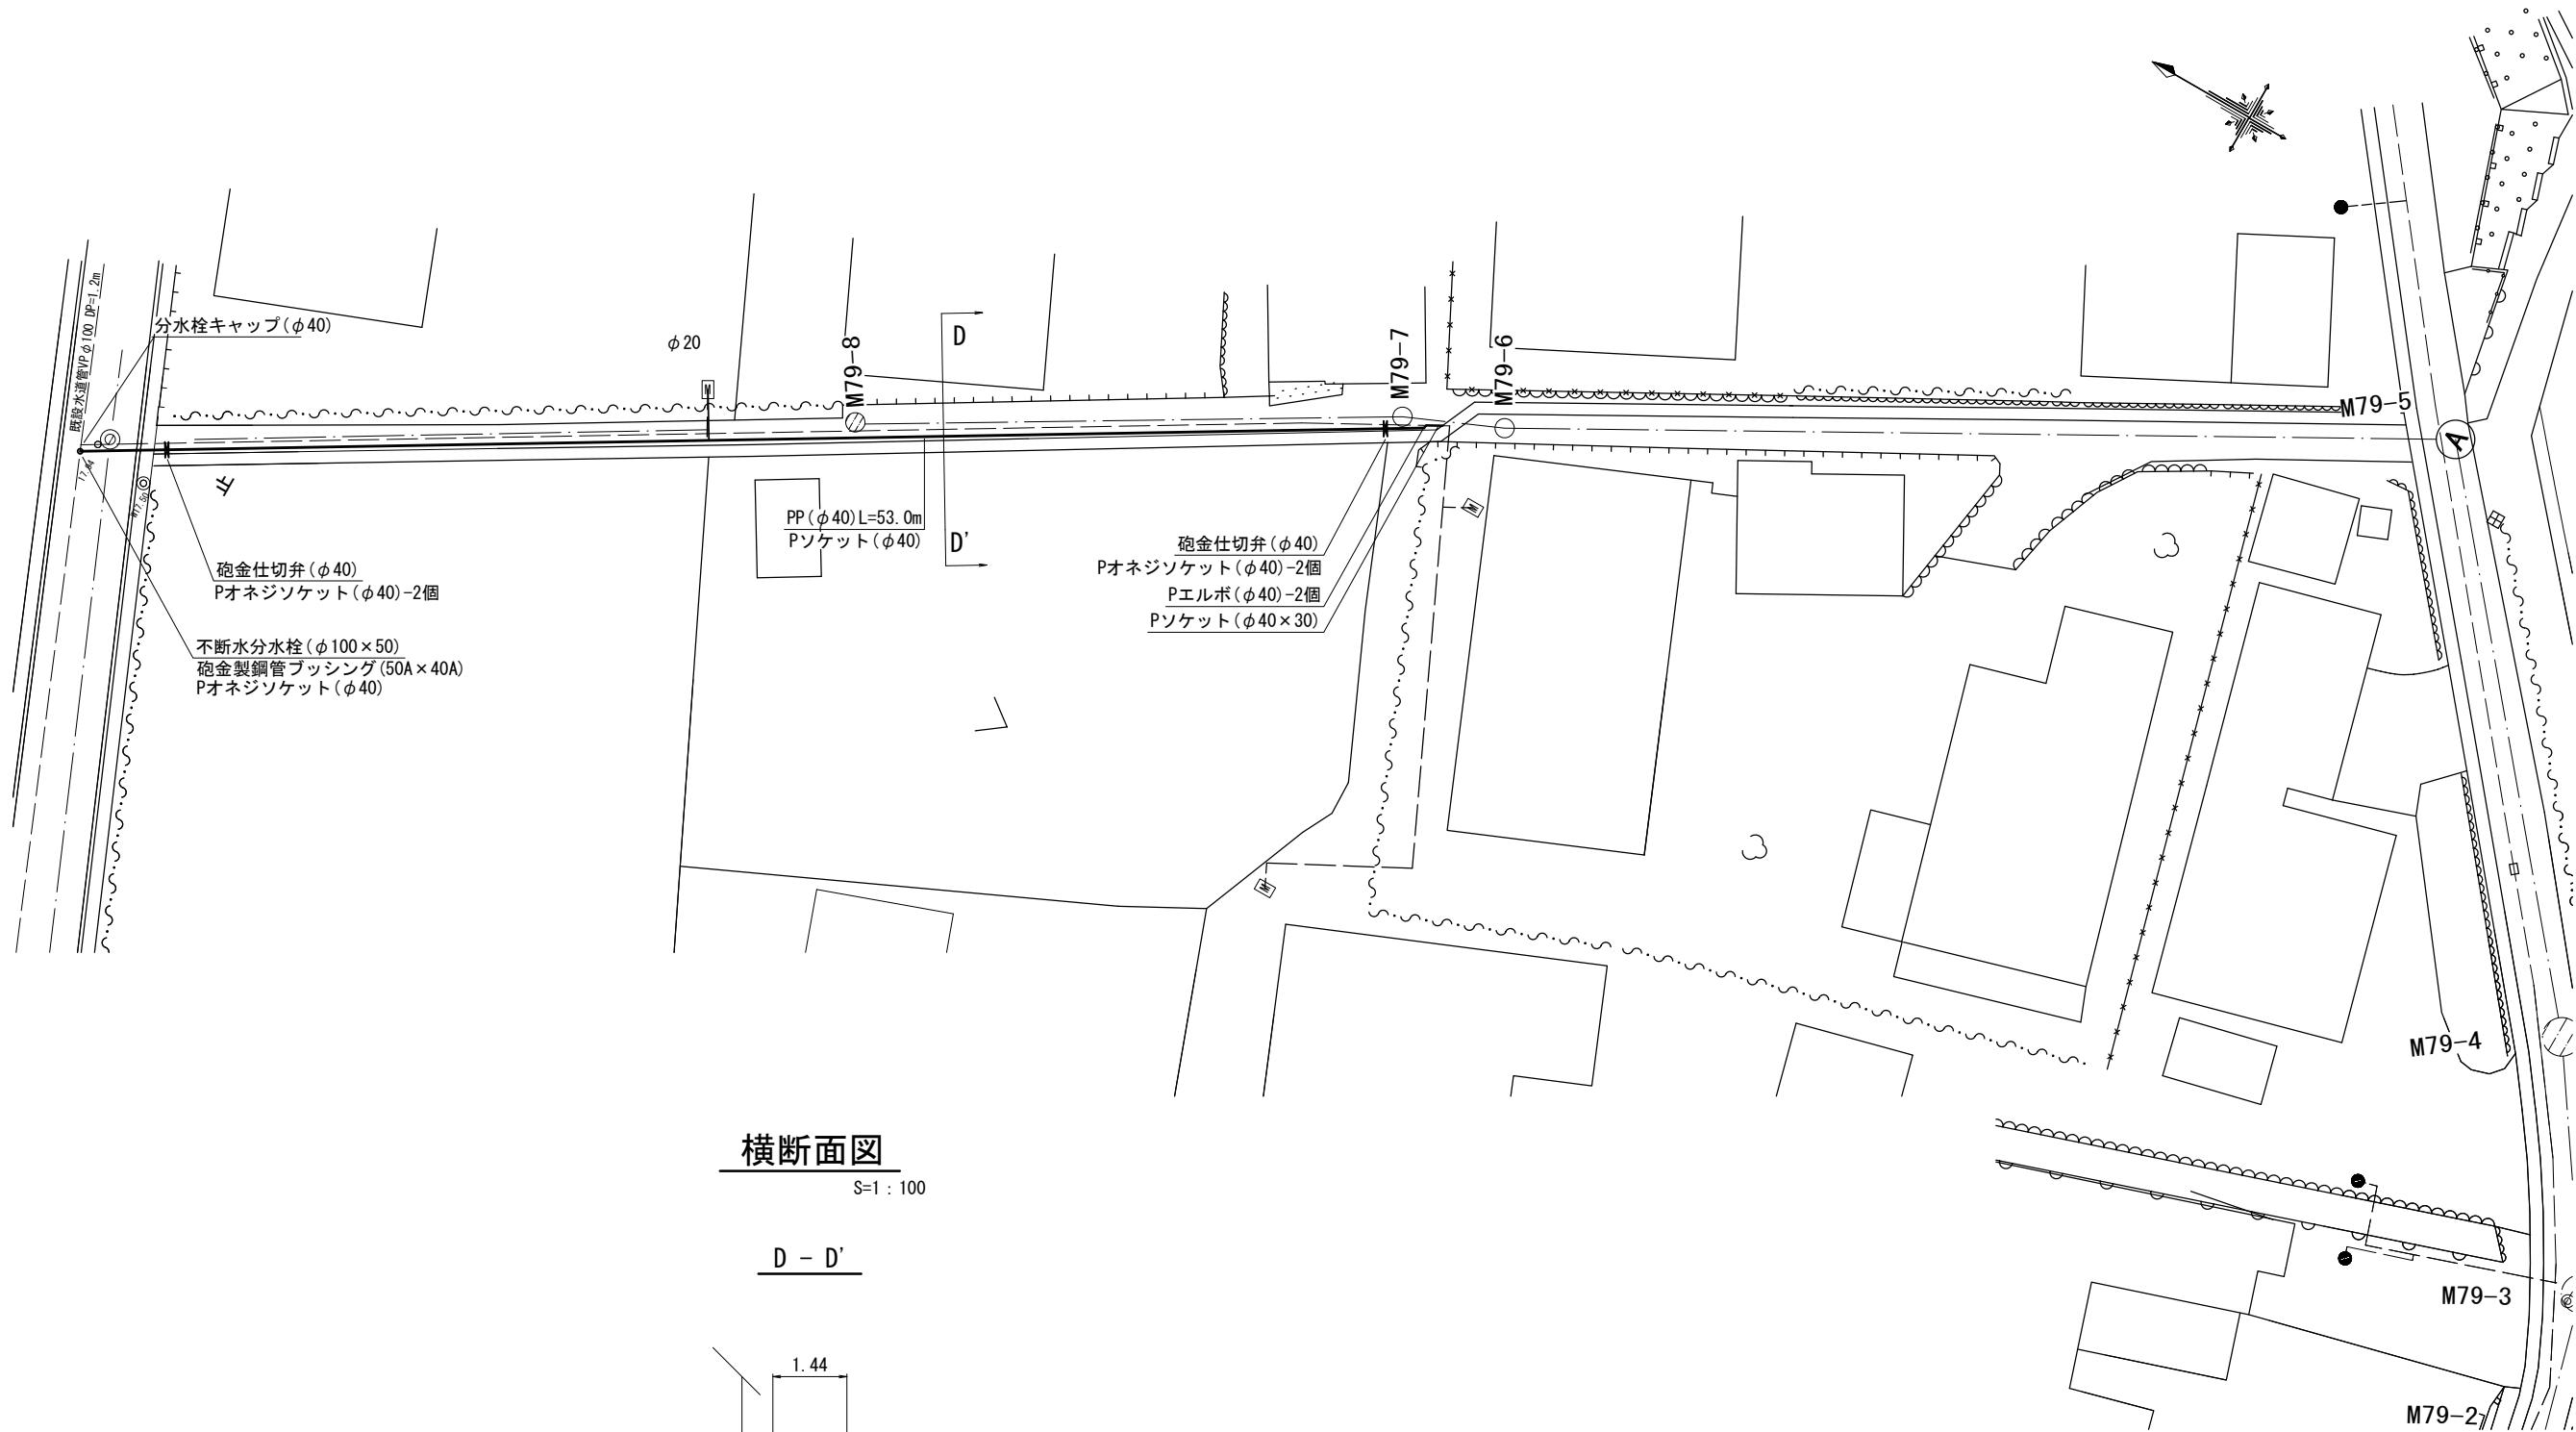 既設水道管VPφ100 DP=1.2m
分水栓キャップ(φ40)
φ20
M79-8
D
M79-7
M79-6
M79-5
A
M
17.84
止
PP(φ40)L=53.0m
Pソケット(φ40)
D'
砲金仕切弁(φ40)
Pオネジソケット(φ40)-2個
砲金仕切弁(φ40)
Pオネジソケット(φ40)-2個
Pエルボ(φ40)-2個
Pソケット(φ40×30)
M
不断水分水栓(φ100×50)
砲金製鋼管ブッシング(50A×40A)
Pオネジソケット(φ40)
M
M79-4
横断面図
S=1：100
D － D'
M79-3
1.44
M79-2